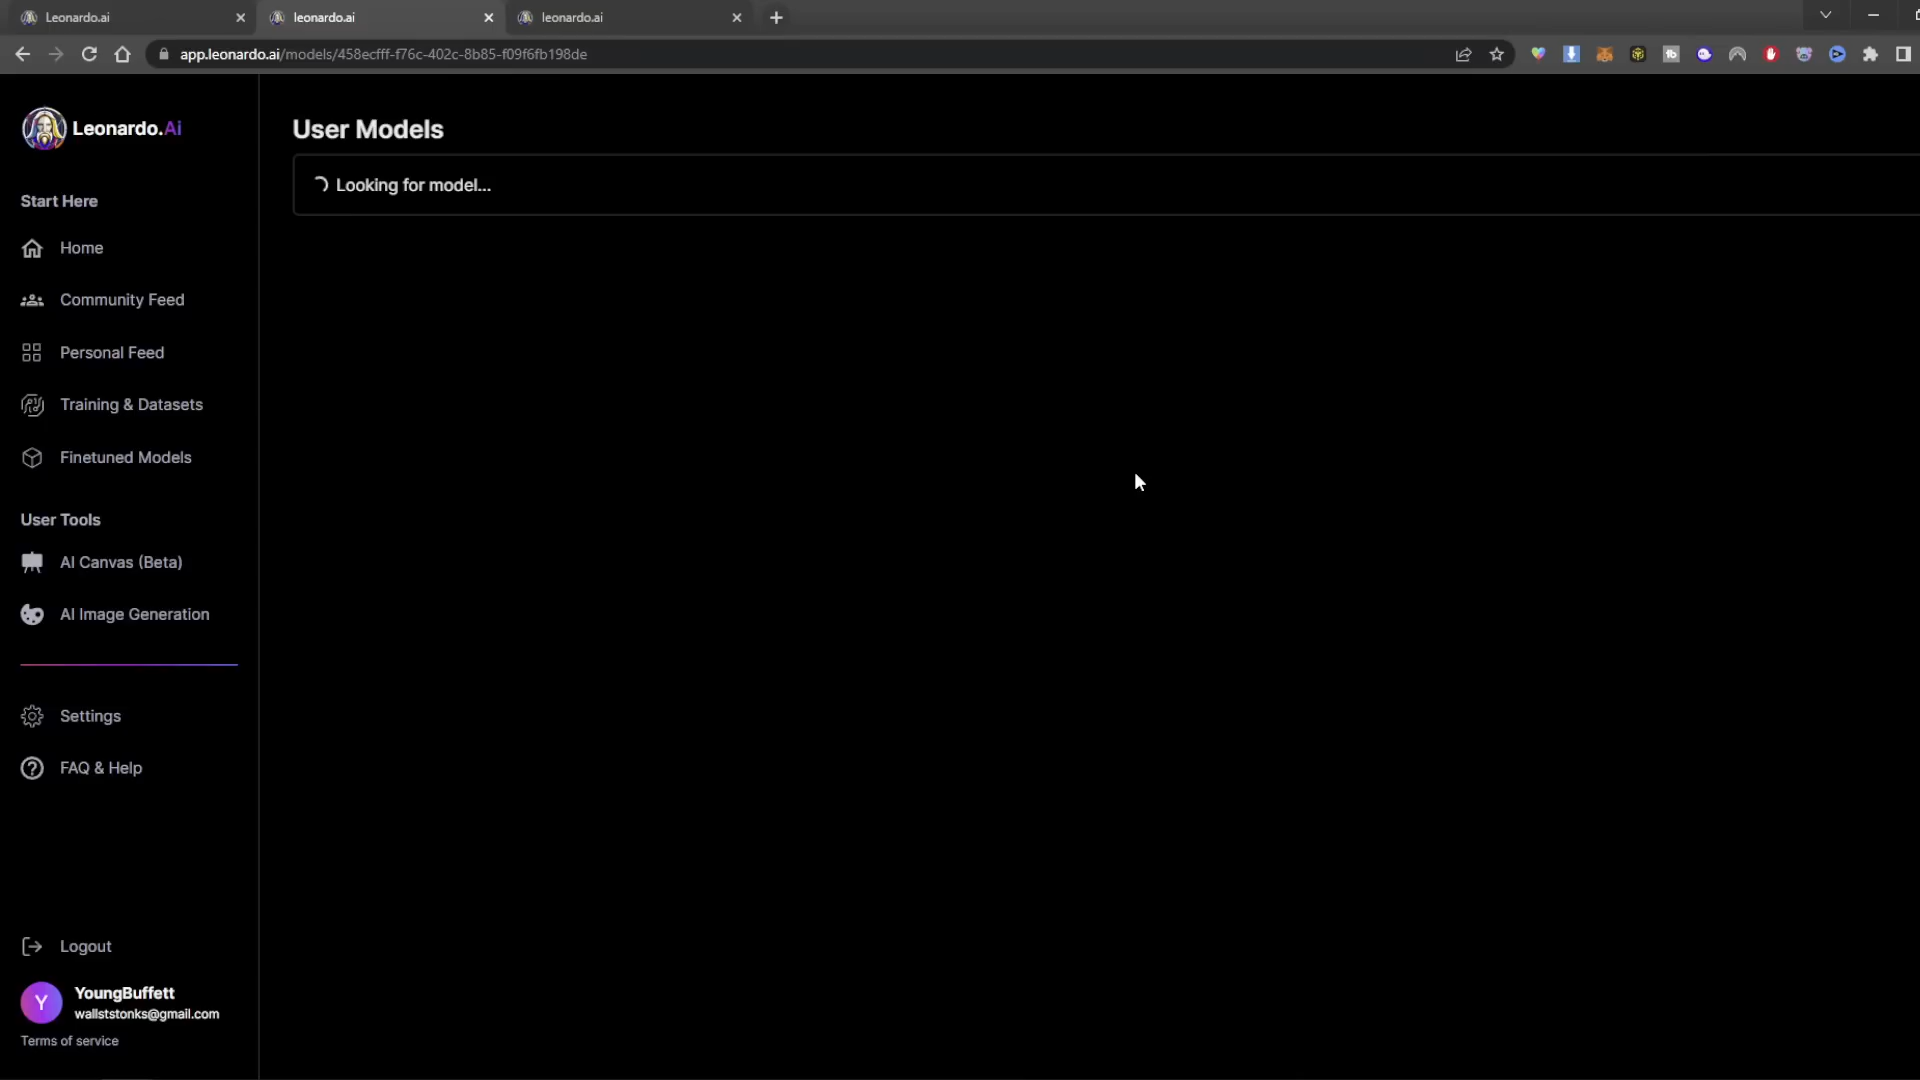 Leonardo.ai
leonardo.ai
leonardo.ai
app.leonardo.ai/models/458ecfff-f76c-402c-8b85-f09f6fb198de
Leonardo.Ai
Start Here
Home
Community Feed
Personal Feed
Training & Datasets
Finetuned Models
User Tools
AI Canvas (Beta)
AI Image Generation
Settings
FAQ & Help
Logout
Y
YoungBuffett
wallststonks@gmail.com
Terms of service
User Models
Looking for model...